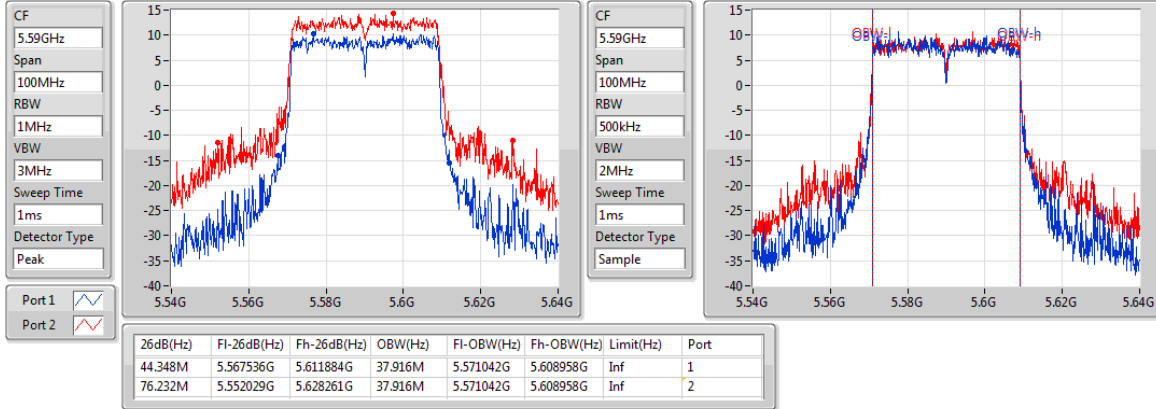 CF
5.59GHz
Span
100MHz
RBW
1MHz
VBW
3MHz
Sweep Time
1ms
Detector Type
Peak
15
10
5
0
-5
-10
-15
-20
-25
-30
-35
-40
5.54G 5.56G 5.58G 5.6G 5.62G 5.64G
CF
5.59GHz
Span
100MHz
RBW
500kHz
VBW
2MHz
Sweep Time
1ms
Detector Type
Sample
15
10
5
0
-5
-10
-15
-20
-25
-30
-35
-40
OBW-l OBW-h
5.54G 5.56G 5.58G 5.6G 5.62G 5.64G
Port 1
Port 2
26dB(Hz) Fl-26dB(Hz) Fh-26dB(Hz) OBW(Hz) Fl-OBW(Hz) Fh-OBW(Hz) Limit(Hz) Port
44.348M 5.567536G 5.611884G 37.916M 5.571042G 5.608958G Inf 1
76.232M 5.552029G 5.628261G 37.916M 5.571042G 5.608958G Inf 2